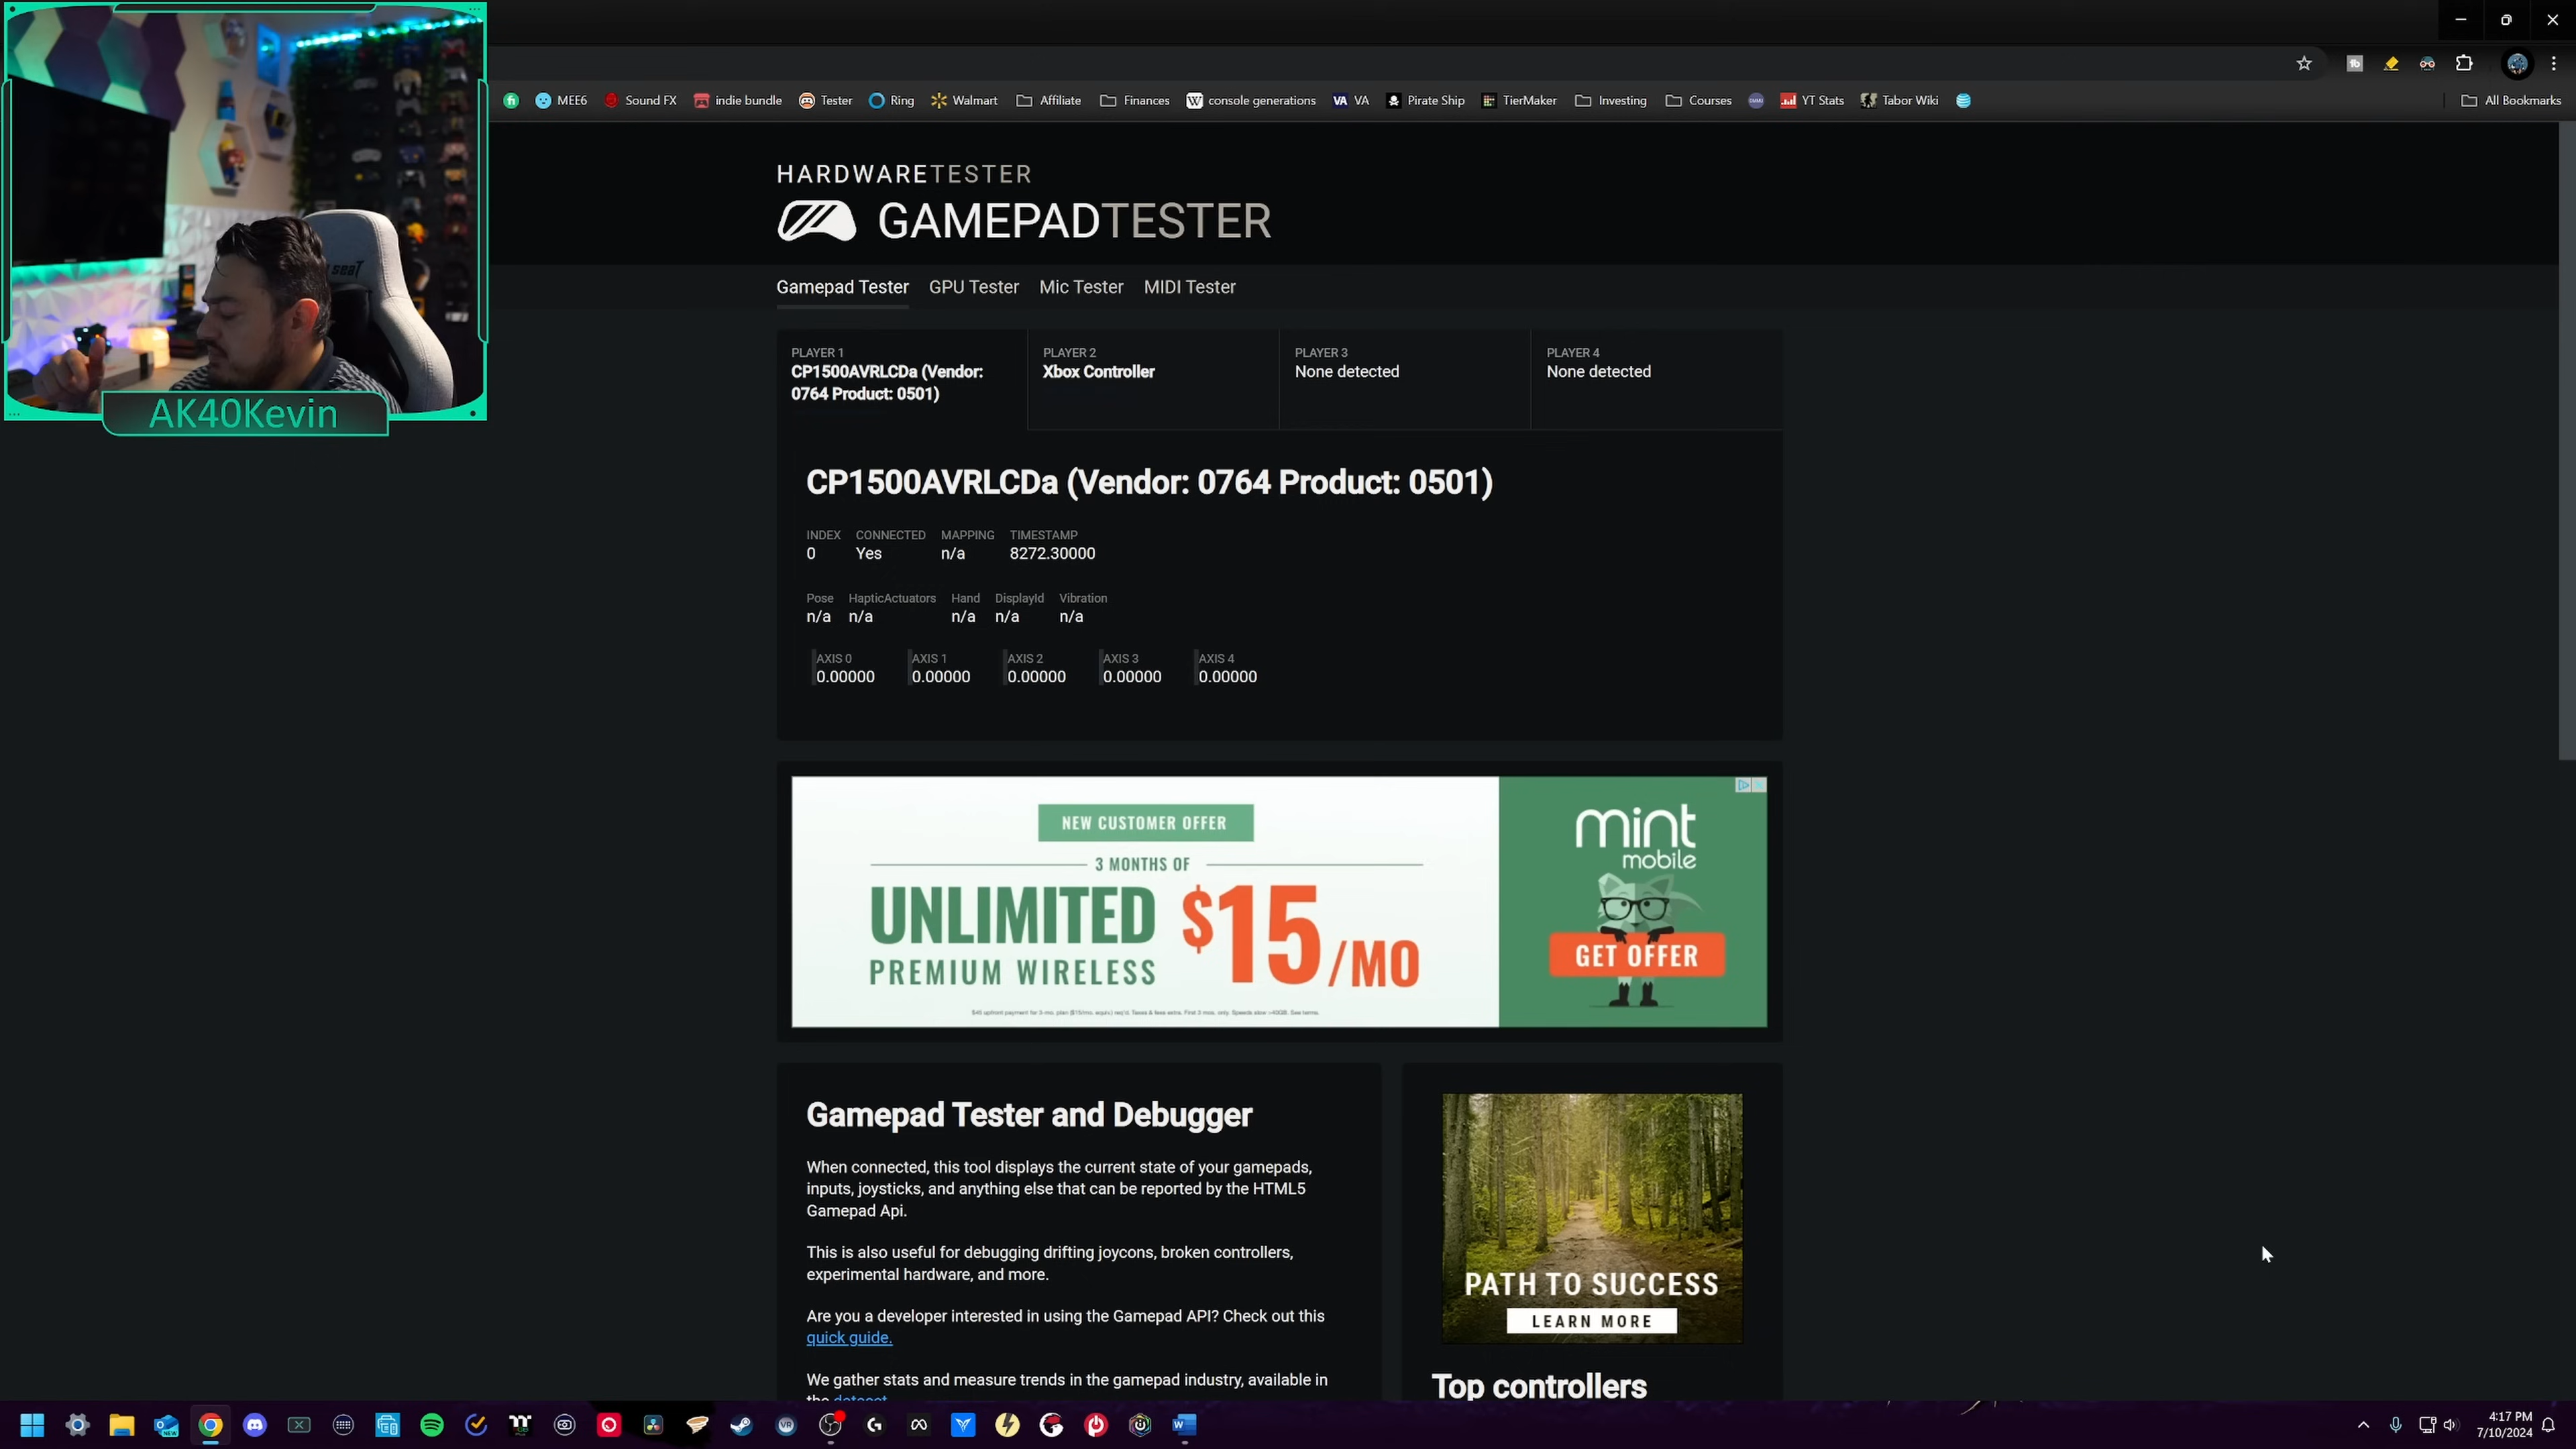 MEE6
Sound FX
indie bundle
Tester
Ring
Walmart
Affiliate
Finances
W console generations
VA VA
Pirate Ship
TierMaker
Investing
Courses
YT Stats
Tabor Wiki
All Bookmarks
seat
AK40Kevin
HARDWARETESTER
GAMEPADTESTER
Gamepad Tester GPU Tester Mic Tester MIDI Tester
PLAYER 1
CP1500AVRLCDa (Vendor:
0764 Product: 0501)
PLAYER 2
Xbox Controller
PLAYER 3
None detected
PLAYER 4
None detected
CP1500AVRLCDa (Vendor: 0764 Product: 0501)
INDEX CONNECTED MAPPING TIMESTAMP
0 Yes n/a 8272.30000
Pose HapticActuators Hand DisplayId Vibration
n/a n/a n/a n/a n/a
AXIS 0 AXIS 1 AXIS 2 AXIS 3 AXIS 4
0.00000 0.00000 0.00000 0.00000 0.00000
NEW CUSTOMER OFFER
3 MONTHS OF
UNLIMITED
PREMIUM WIRELESS
$15/MO
mint
mobile
GET OFFER
Gamepad Tester and Debugger
When connected, this tool displays the current state of your gamepads,
inputs, joysticks, and anything else that can be reported by the HTML5
Gamepad Api.
This is also useful for debugging drifting joycons, broken controllers,
experimental hardware, and more.
Are you a developer interested in using the Gamepad API? Check out this
quick guide.
We gather stats and measure trends in the gamepad industry, available in
the dataset
PATH TO SUCCESS
LEARN MORE
Top controllers
4:17 PM
7/10/2024